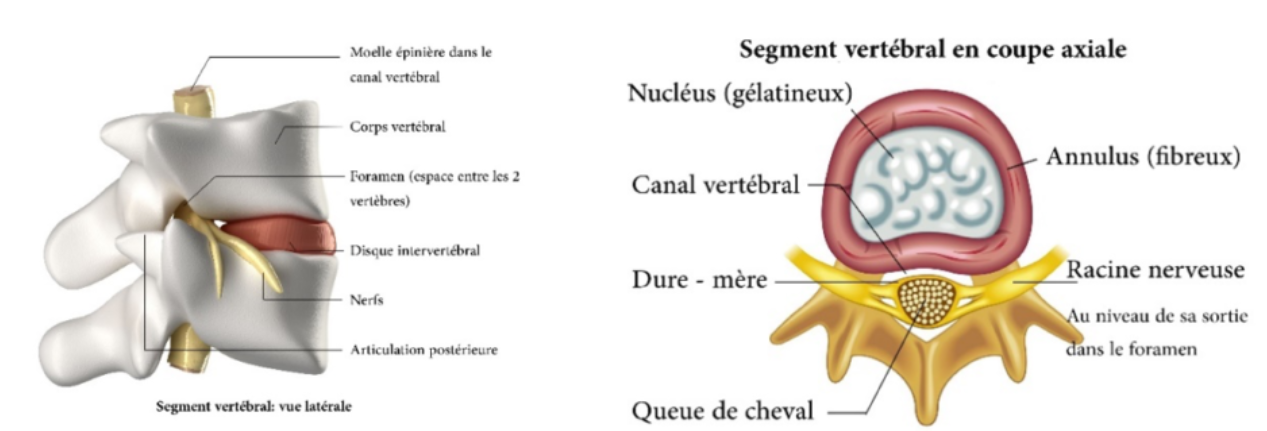 Moelle épinière dans le
canal vertébral
Corps vertébral
Foramen (espace entre les 2
vertèbres)
Disque intervertébral
Nerfs
Articulation postérieure
Segment vertébral: vue latérale
Segment vertébral en coupe axiale
Nucléus (gélatineux)
Annulus (fibreux)
Canal vertébral
Dure - mère
Racine nerveuse
Au niveau de sa sortie
dans le foramen
Queue de cheval